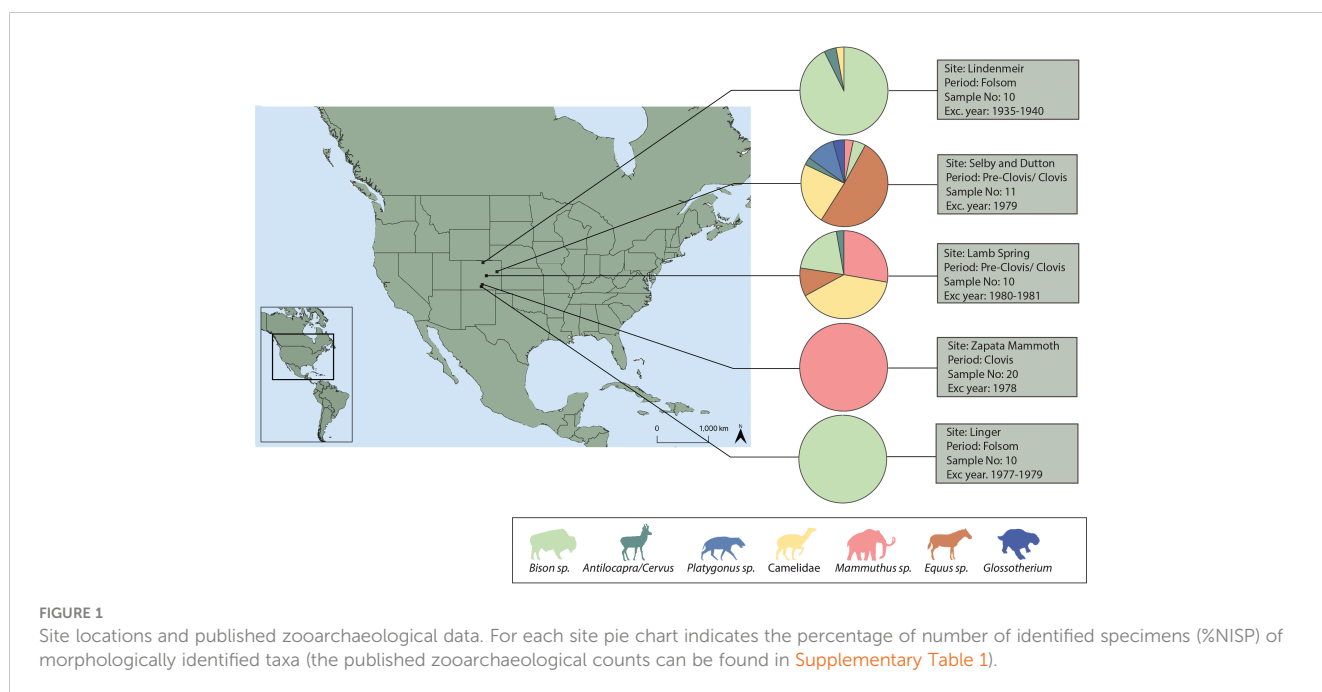 Site: Lindenmeir
Period: Folsom
Sample No: 10
Exc. year: 1935-1940
Site: Selby and Dutton
Period: Pre-Clovis/ Clovis
Sample No: 11
Exc. year: 1979
Site: Lamb Spring
Period: Pre-Clovis/ Clovis
Sample No: 10
Exc year: 1980-1981
Site: Zapata Mammoth
Period: Clovis
Sample No: 20
Exc year: 1978
Site: Linger
Period: Folsom
Sample No: 10
Exc year. 1977-1979
0 1,000 km
N
Bison sp. Antilocapra/Cervus Platygonus sp. Camelidae Mammuthus sp. Equus sp. Glossotherium
FIGURE 1
Site locations and published zooarchaeological data. For each site pie chart indicates the percentage of number of identified specimens (%NISP) of
morphologically identified taxa (the published zooarchaeological counts can be found in Supplementary Table 1).